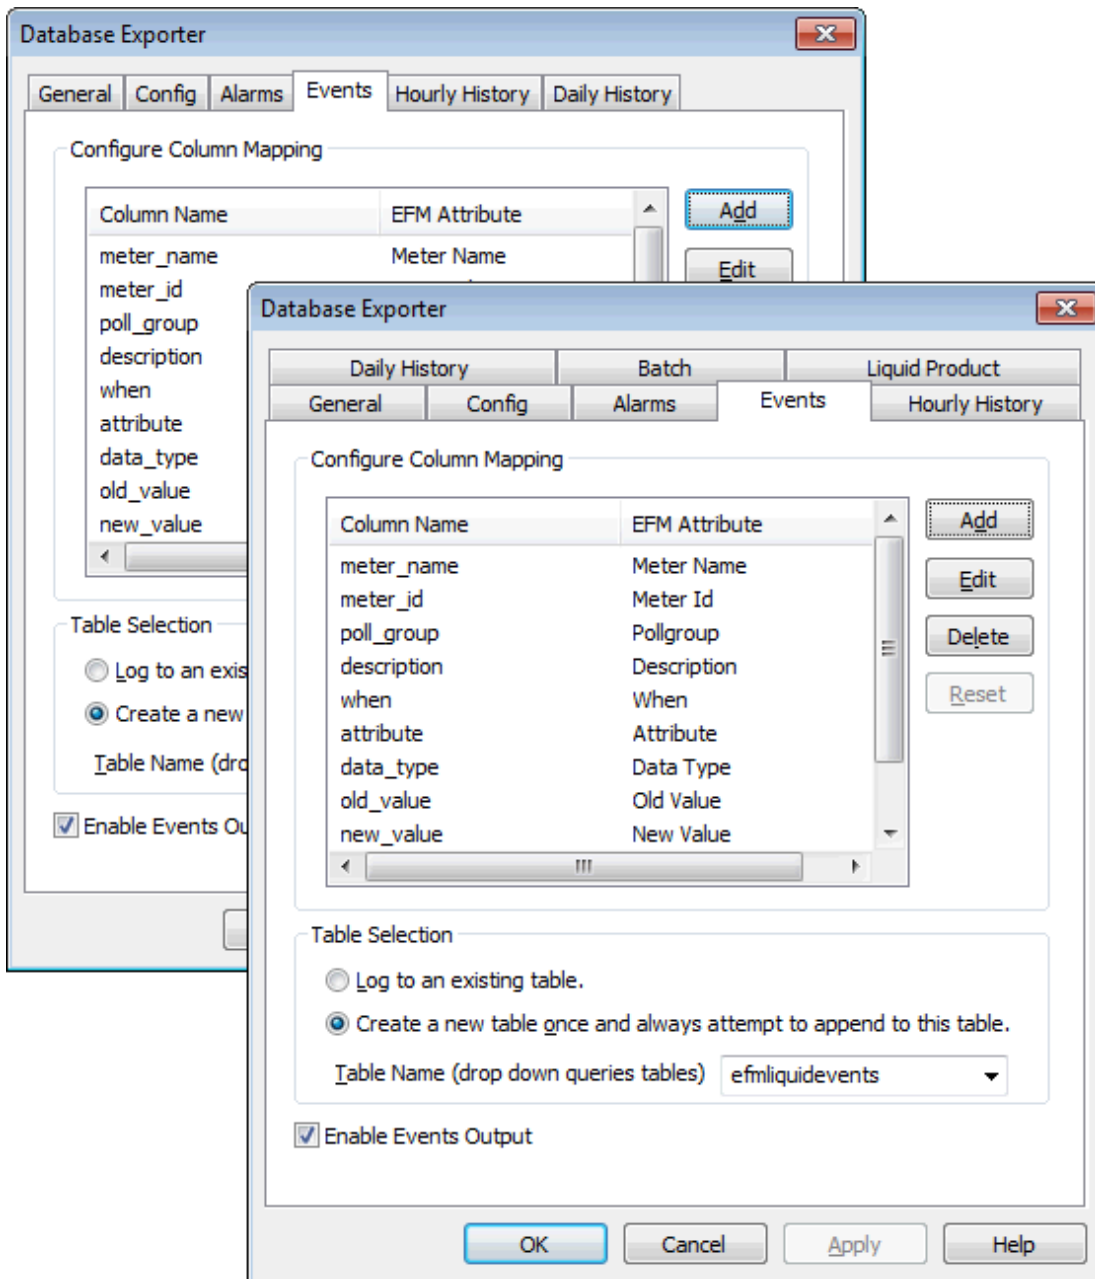 Database Exporter
General Config Alarms Events Hourly History Daily History
Configure Column Mapping
Column Name EFM Attribute
Add
meter_name Meter Name
Edit
meter_id
poll_group
description
when
attribute
data_type
old_value
new_value
Table Selection
Log to an exis
Create a new
Table Name (dro
Enable Events Ou
Database Exporter
Daily History Batch Liquid Product
General Config Alarms Events Hourly History
Configure Column Mapping
Column Name EFM Attribute
Add
meter_name Meter Name
Edit
meter_id Meter Id
poll_group Pollgroup
Delete
description Description
when When
Reset
attribute Attribute
data_type Data Type
old_value Old Value
new_value New Value
Table Selection
Log to an existing table.
Create a new table once and always attempt to append to this table.
Table Name (drop down queries tables) efmliquidevents
Enable Events Output
OK Cancel Apply Help